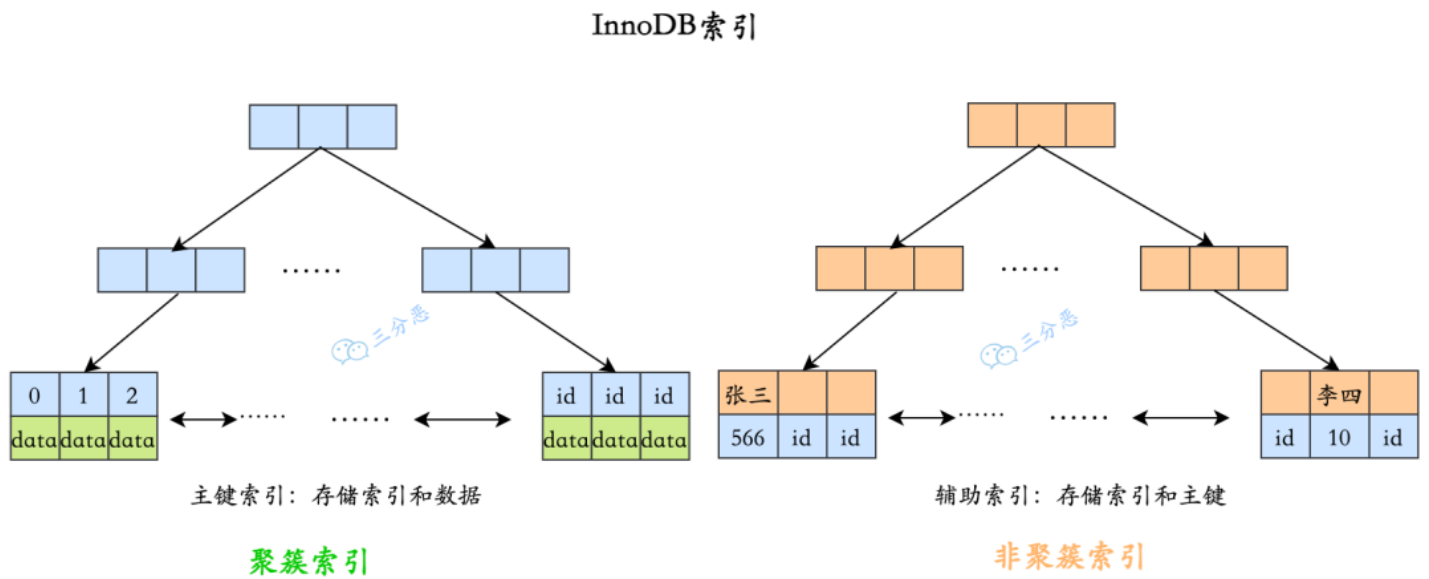 InnoDB索引
三分恶
三分恶
0 1 2
data data data
......
......
id id id
data data data
张三
566 id id
李四
id 10 id
主键索引：存储索引和数据
辅助索引：存储索引和主键
聚簇索引
非聚簇索引